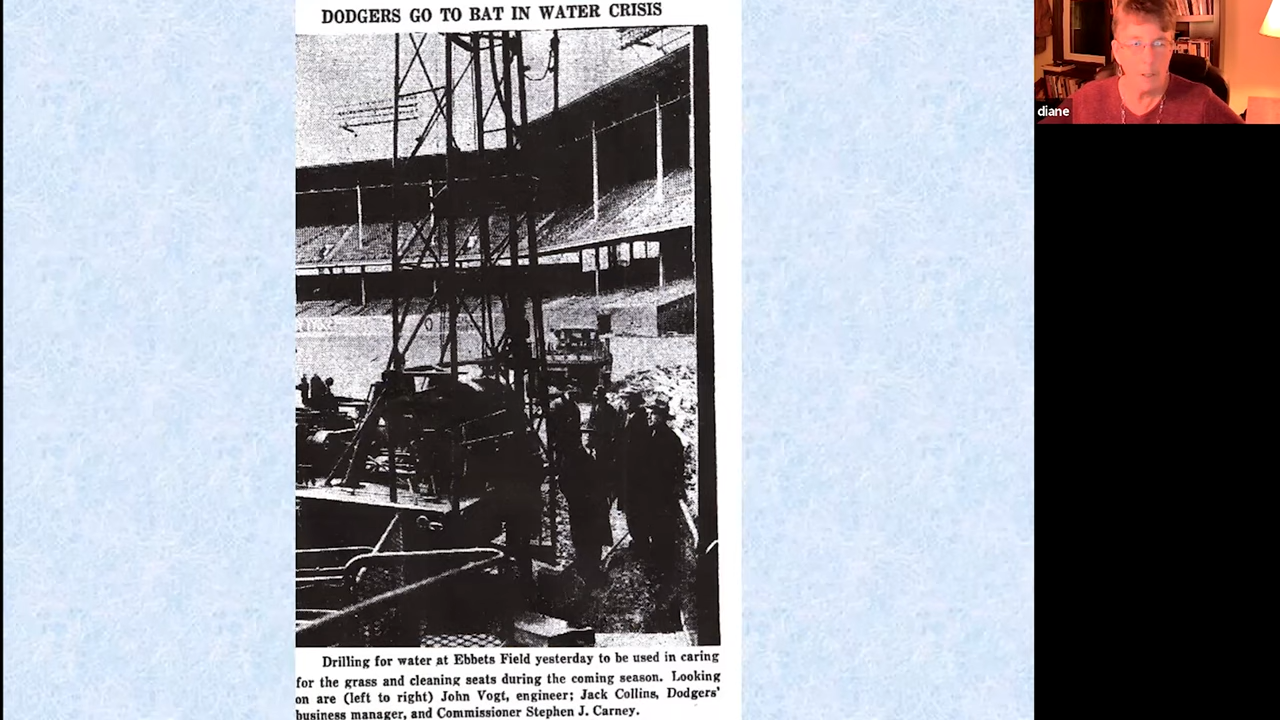 DODGERS GO TO BAT IN WATER CRISIS
diane
Drilling for water at Ebbets Field yesterday to be used in caring
for the grass and cleaning seats during the coming season. Looking
on are (left to right) John Vogt, engineer; Jack Collins, Dodgers'
business manager, and Commissioner Stephen J. Carney.